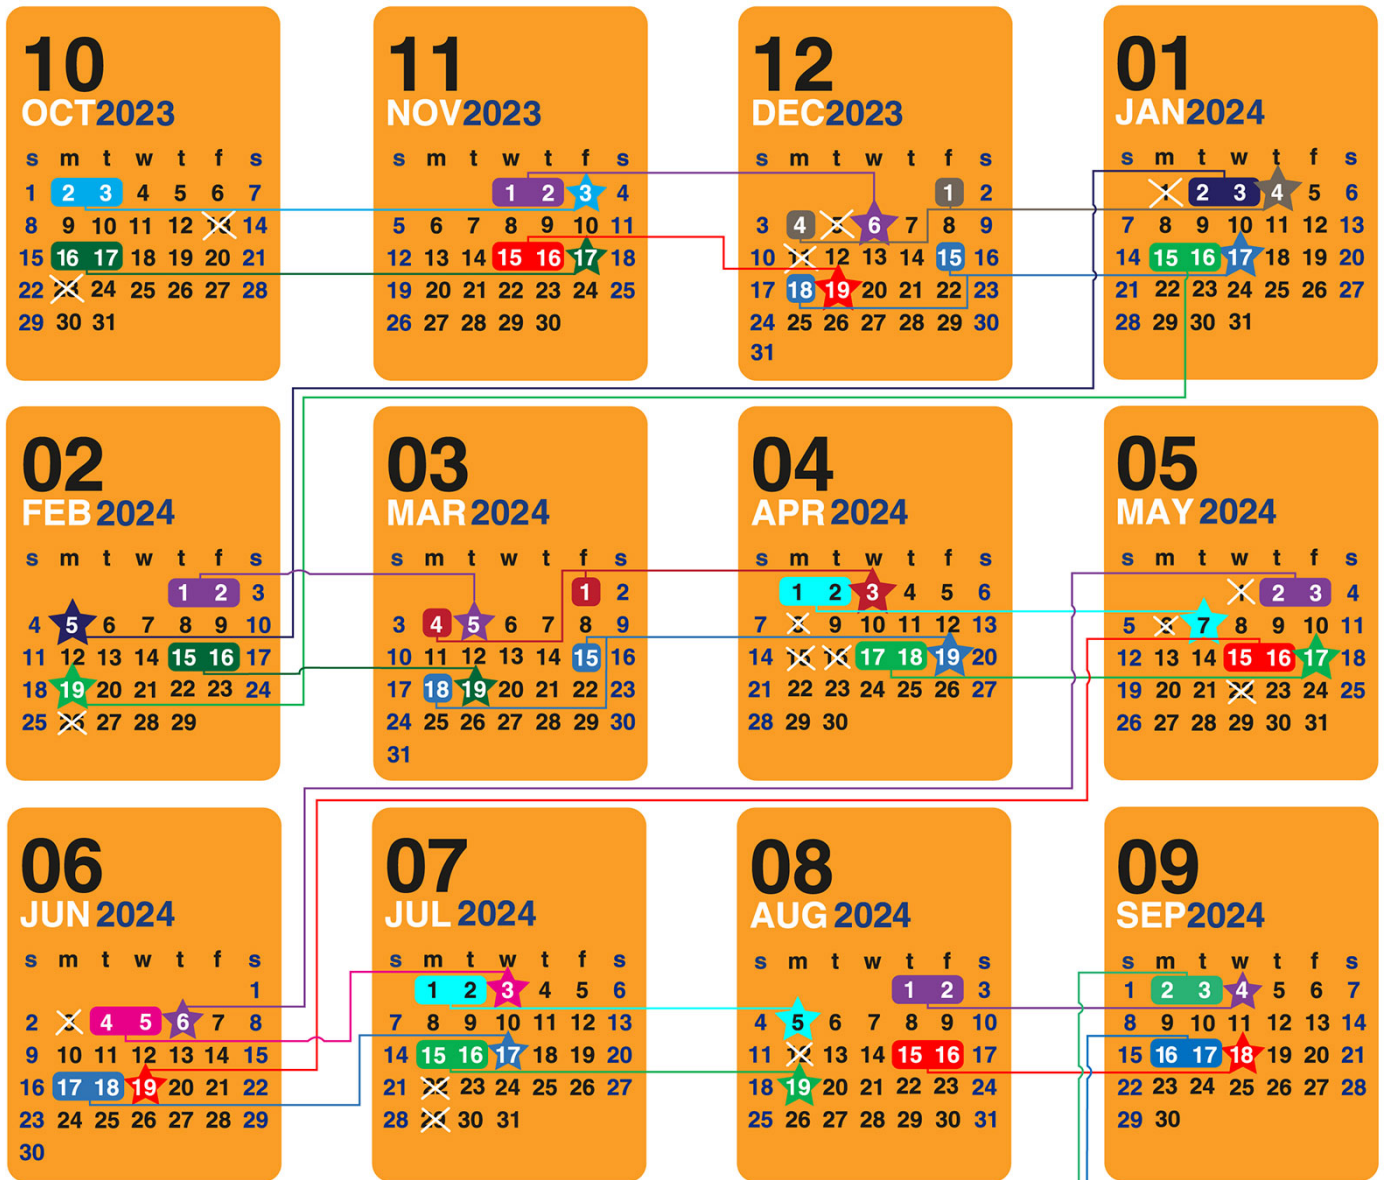 10
OCT2023
s m t w t f s
1 2 3 4 5 6 7
8 9 10 11 12 13 14
15 16 17 18 19 20 21
22 23 24 25 26 27 28
29 30 31
11
NOV2023
s m t w t f s
1 2 3 4
5 6 7 8 9 10 11
12 13 14 15 16 17 18
19 20 21 22 23 24 25
26 27 28 29 30
12
DEC2023
s m t w t f s
1 2
3 4 5 6 7 8 9
10 11 12 13 14 15 16
17 18 19 20 21 22 23
24 25 26 27 28 29 30
31
01
JAN2024
s m t w t f s
1 2 3 4 5 6
7 8 9 10 11 12 13
14 15 16 17 18 19 20
21 22 23 24 25 26 27
28 29 30 31
02
FEB 2024
s m t w t f s
1 2 3
4 5 6 7 8 9 10
11 12 13 14 15 16 17
18 19 20 21 22 23 24
25 26 27 28 29
03
MAR 2024
s m t w t f s
1 2
3 4 5 6 7 8 9
10 11 12 13 14 15 16
17 18 19 20 21 22 23
24 25 26 27 28 29 30
31
04
APR 2024
s m t w t f s
1 2 3 4 5 6
7 8 9 10 11 12 13
14 15 16 17 18 19 20
21 22 23 24 25 26 27
28 29 30
05
MAY 2024
s m t w t f s
1 2 3 4
5 6 7 8 9 10 11
12 13 14 15 16 17 18
19 20 21 22 23 24 25
26 27 28 29 30 31
06
JUN 2024
s m t w t f s
1
2 3 4 5 6 7 8
9 10 11 12 13 14 15
16 17 18 19 20 21 22
23 24 25 26 27 28 29
30
07
JUL 2024
s m t w t f s
1 2 3 4 5 6
7 8 9 10 11 12 13
14 15 16 17 18 19 20
21 22 23 24 25 26 27
28 29 30 31
08
AUG 2024
s m t w t f s
1 2 3
4 5 6 7 8 9 10
11 12 13 14 15 16 17
18 19 20 21 22 23 24
25 26 27 28 29 30 31
09
SEP2024
s m t w t f s
1 2 3 4 5 6 7
8 9 10 11 12 13 14
15 16 17 18 19 20 21
22 23 24 25 26 27 28
29 30